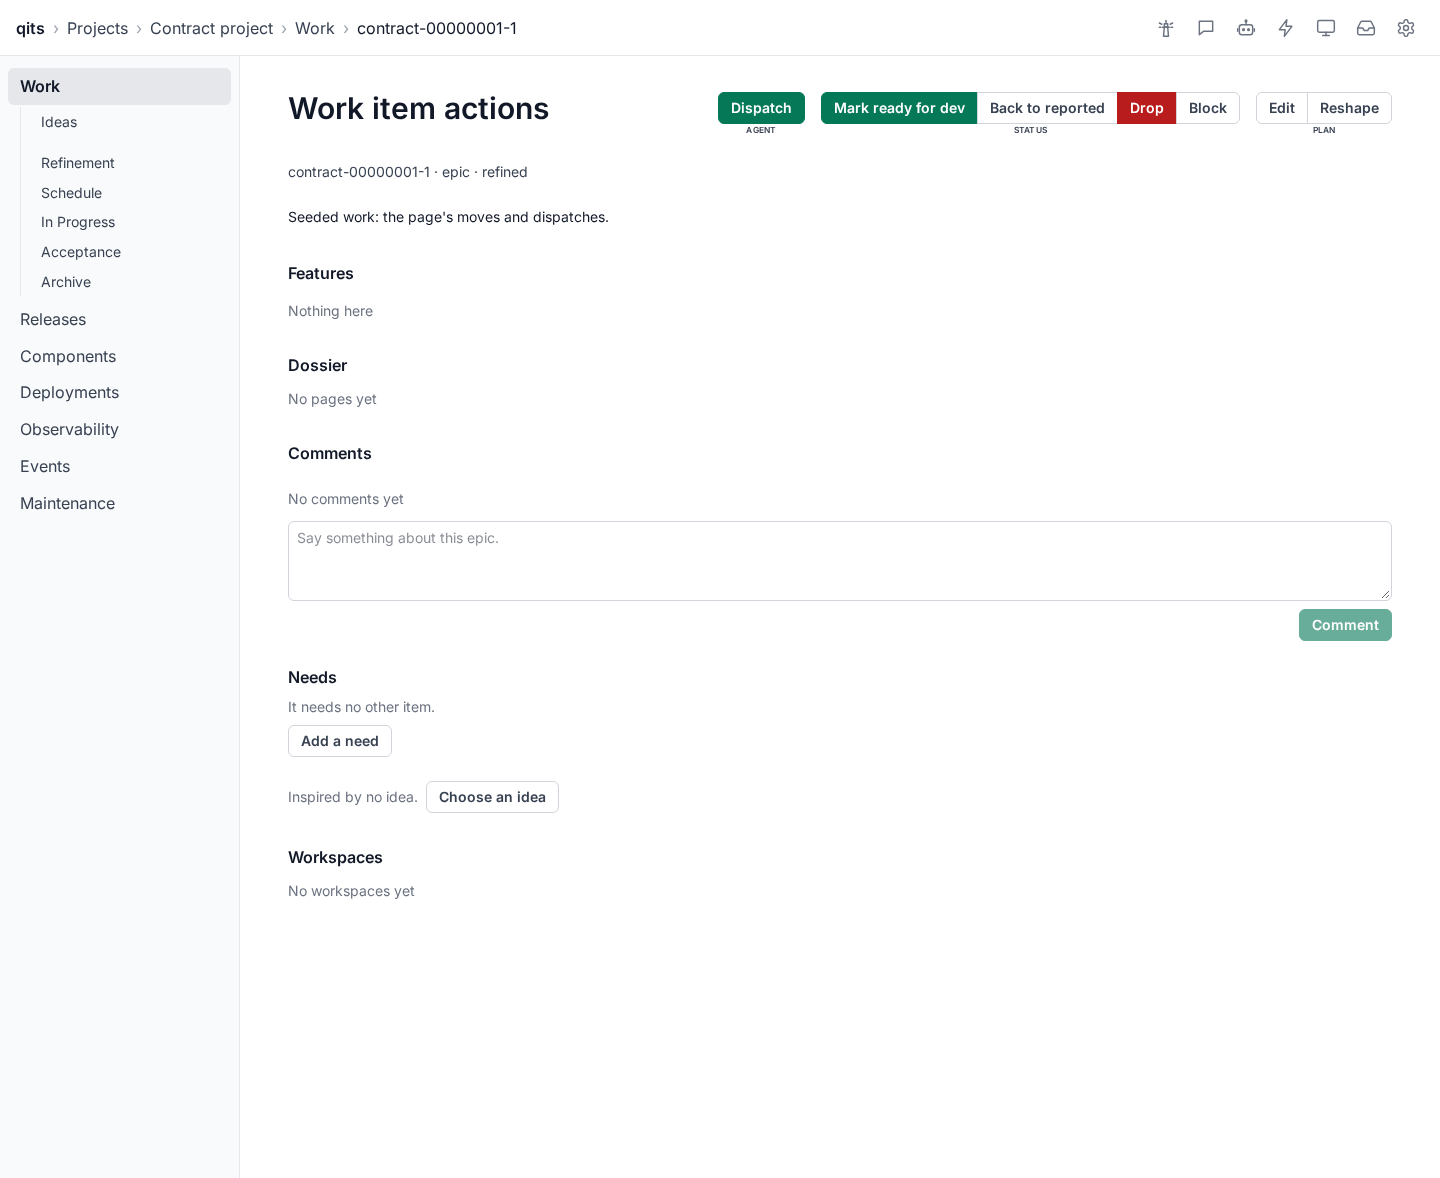 qits › Projects › Contract project › Work › contract-00000001-1
Work
Ideas
Refinement
Schedule
In Progress
Acceptance
Archive
Releases
Components
Deployments
Observability
Events
Maintenance
Work item actions
Dispatch
AGENT
Mark ready for dev
Back to reported
Drop
Block
STATUS
Edit
Reshape
PLAN
contract-00000001-1 · epic · refined
Seeded work: the page's moves and dispatches.
Features
Nothing here
Dossier
No pages yet
Comments
No comments yet
Say something about this epic.
Comment
Needs
It needs no other item.
Add a need
Inspired by no idea. Choose an idea
Workspaces
No workspaces yet